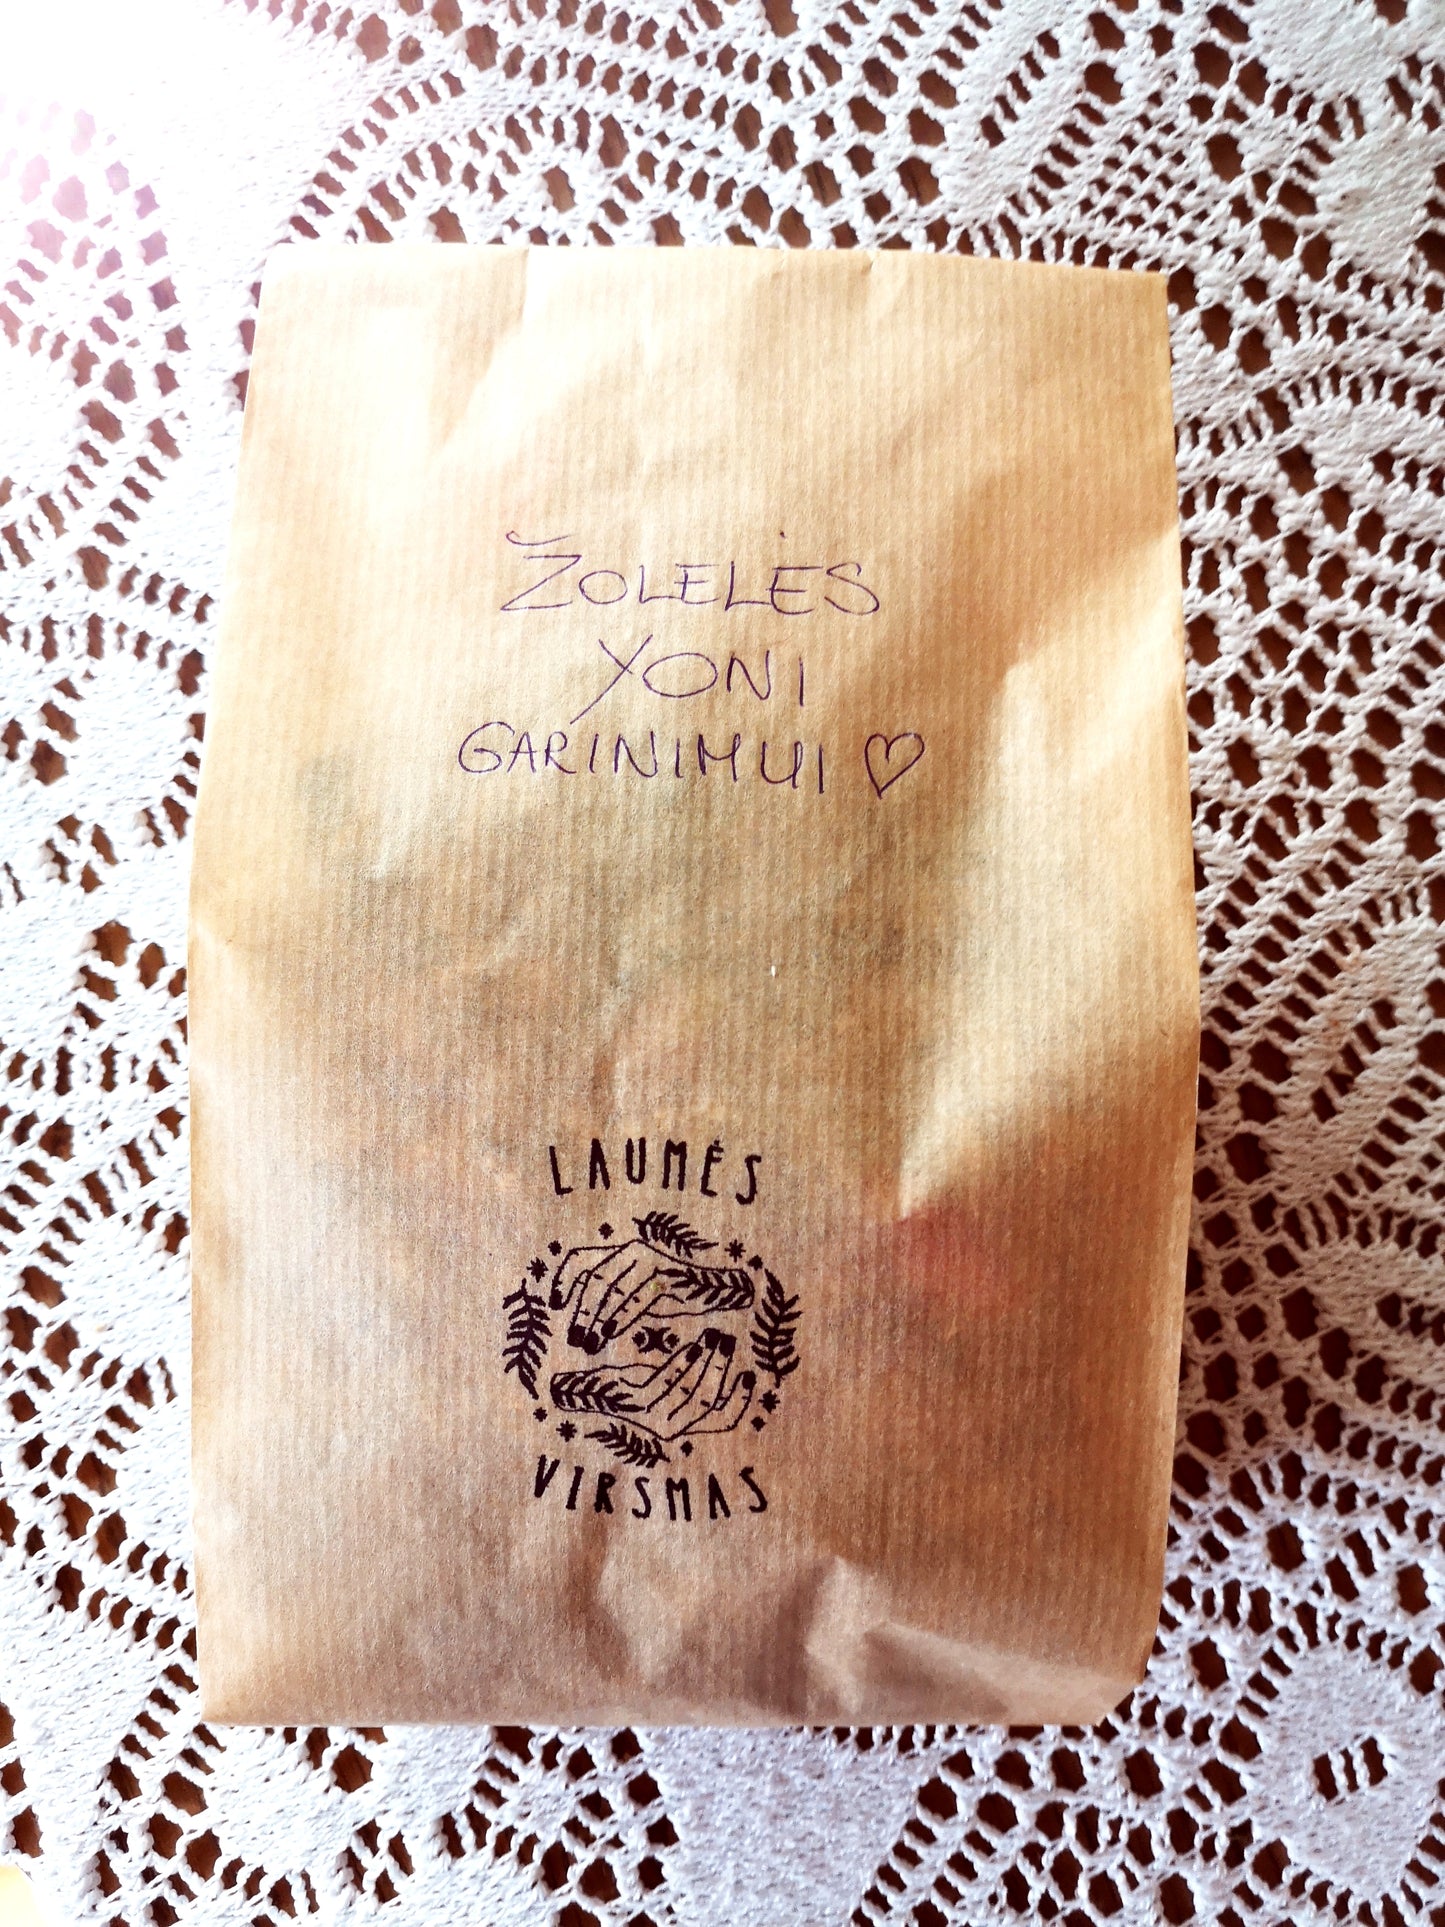 ŽOLELĖS
YONI
GARINIMUI ♡
LAUMĖS
VIRSMAS